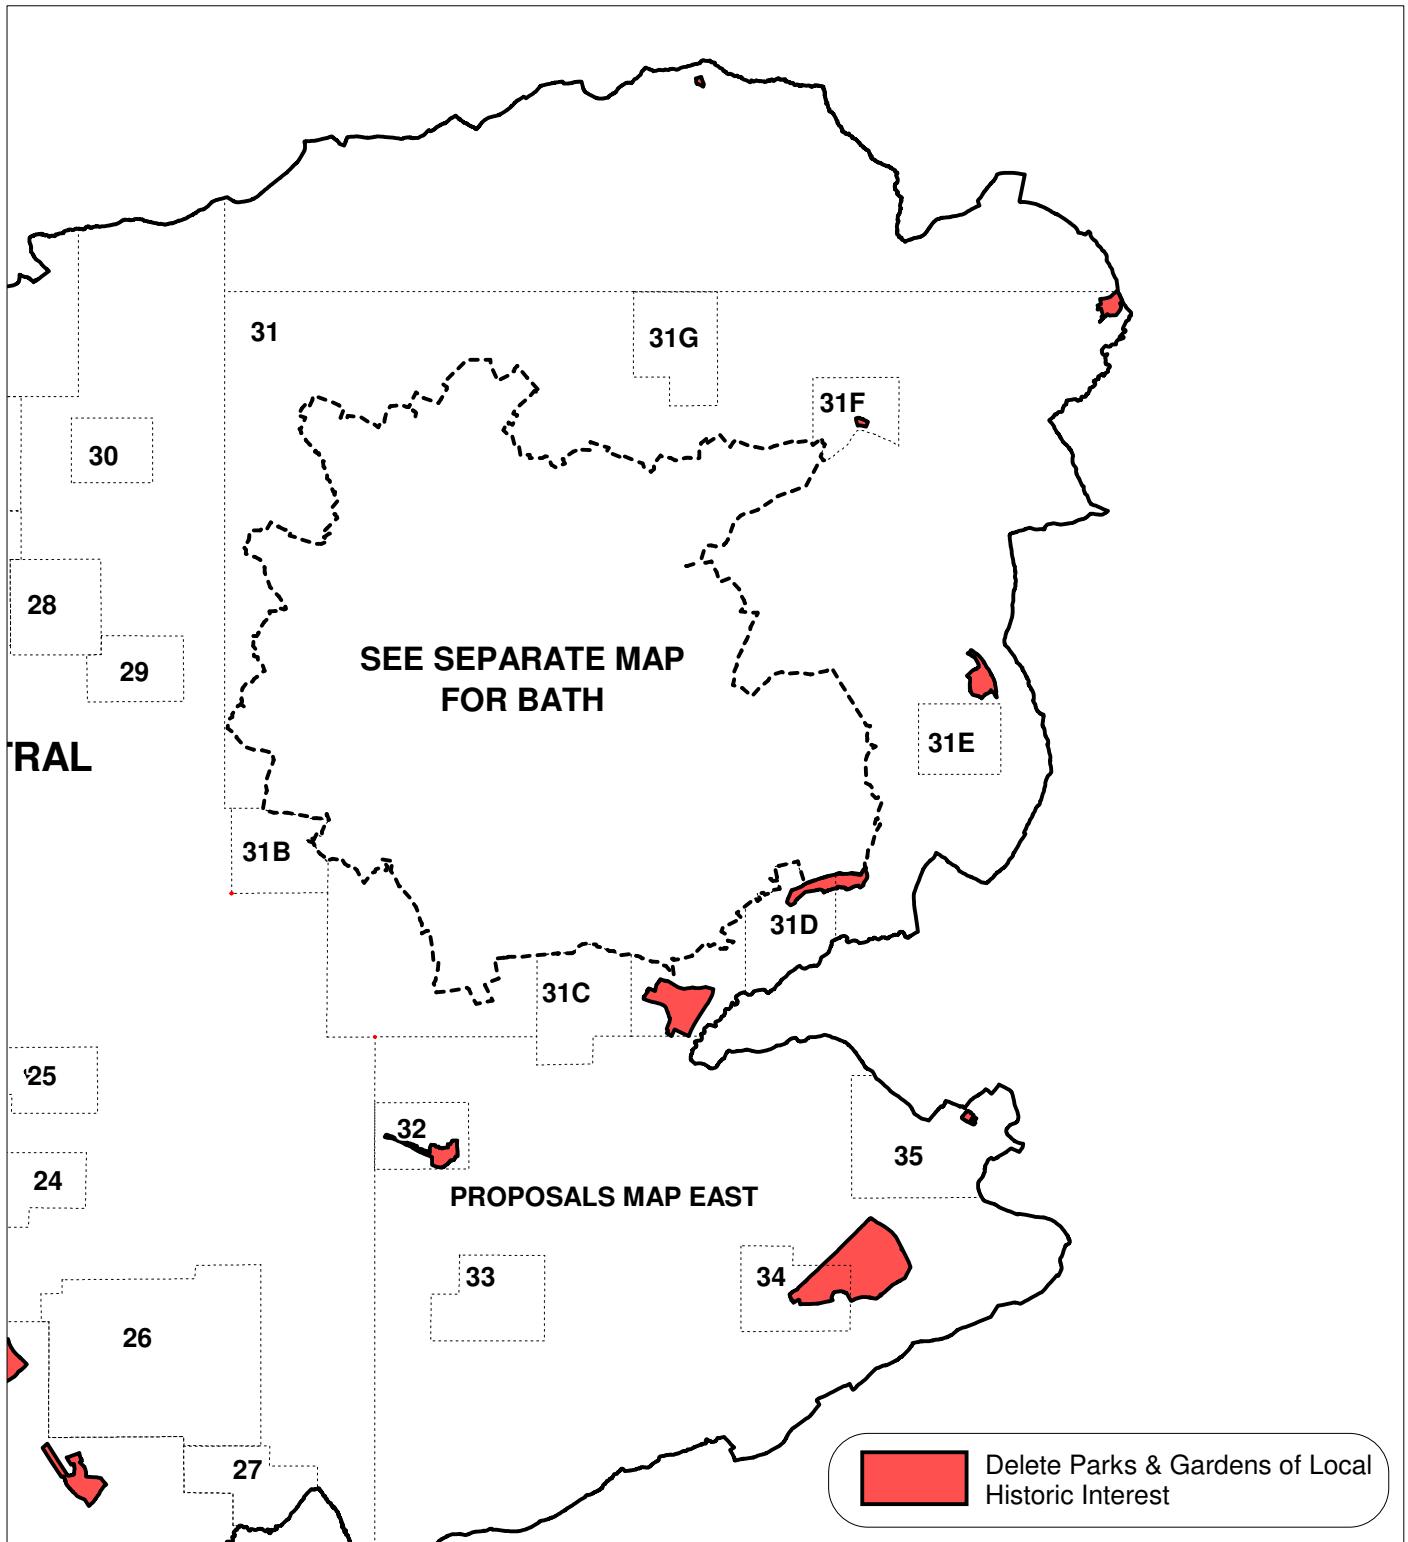 31
31G
31F
30
28
29
SEE SEPARATE MAP
FOR BATH
TRAL
31E
31B
31D
31C
25
32
24
35
PROPOSALS MAP EAST
33
34
26
27
Delete Parks & Gardens of Local
Historic Interest